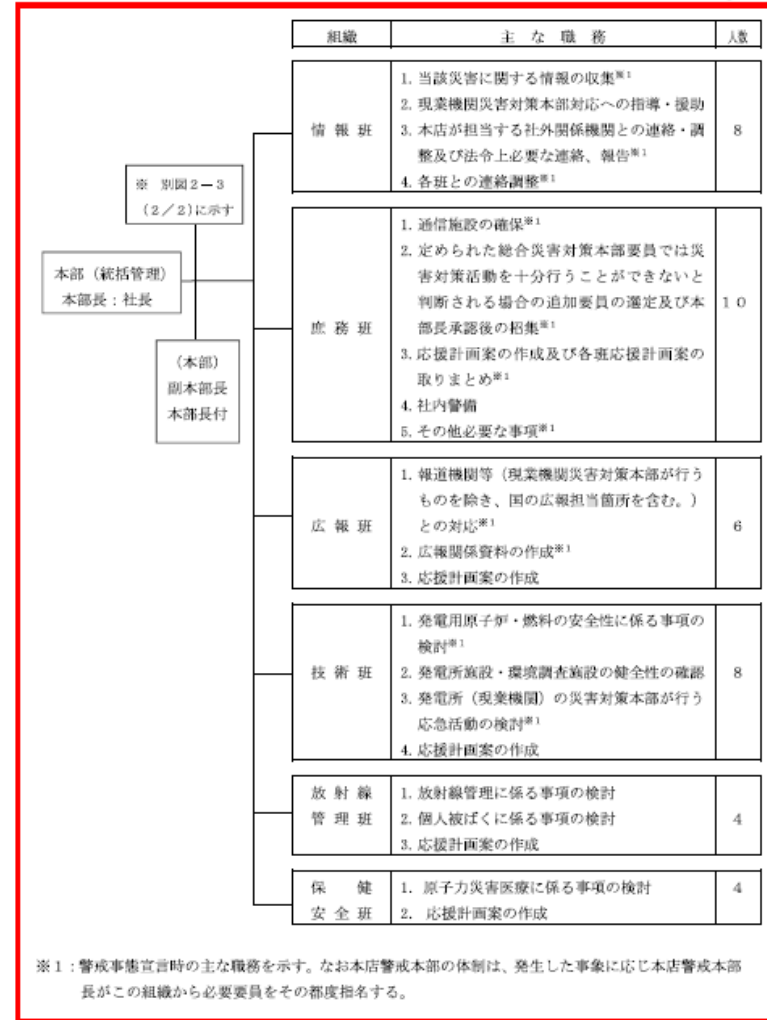 組織 主な職務 人数
情報班
1. 当該災害に関する情報の収集※1
2. 現業機関災害対策本部対応への指導・援助
3. 本店が担当する社外関係機関との連絡・調
整及び法令上必要な連絡、報告※1
4. 各班との連絡調整※1
8
※ 別図2－3
(2／2)に示す
本部（統括管理）
本部長：社長
(本部)
副本部長
本部長付
庶務班
1. 通信施設の確保※1
2. 定められた総合災害対策本部要員では災
害対策活動を十分行うことができないと
判断される場合の追加要員の選定及び本
部長承認後の招集※1
3. 応援計画案の作成及び各班応援計画案の
取りまとめ※1
4. 社内警備
5. その他必要な事項※1
10
広報班
1. 報道機関等（現業機関災害対策本部が行う
ものを除き、国の広報担当箇所を含む。）
との対応※1
2. 広報関係資料の作成※1
3. 応援計画案の作成
6
技術班
1. 発電用原子炉・燃料の安全性に係る事項の
検討※1
2. 発電所施設・環境調査施設の健全性の確認
3. 発電所（現業機関）の災害対策本部が行う
応急活動の検討※1
4. 応援計画案の作成
8
放射線
管理班
1. 放射線管理に係る事項の検討
2. 個人被ばくに係る事項の検討
3. 応援計画案の作成
4
保健
安全班
1. 原子力災害医療に係る事項の検討
2. 応援計画案の作成
4
※1：警戒事態宣言時の主な職務を示す。なお本店警戒本部の体制は、発生した事象に応じ本店警戒本部
長がこの組織から必要要員をその都度指名する。